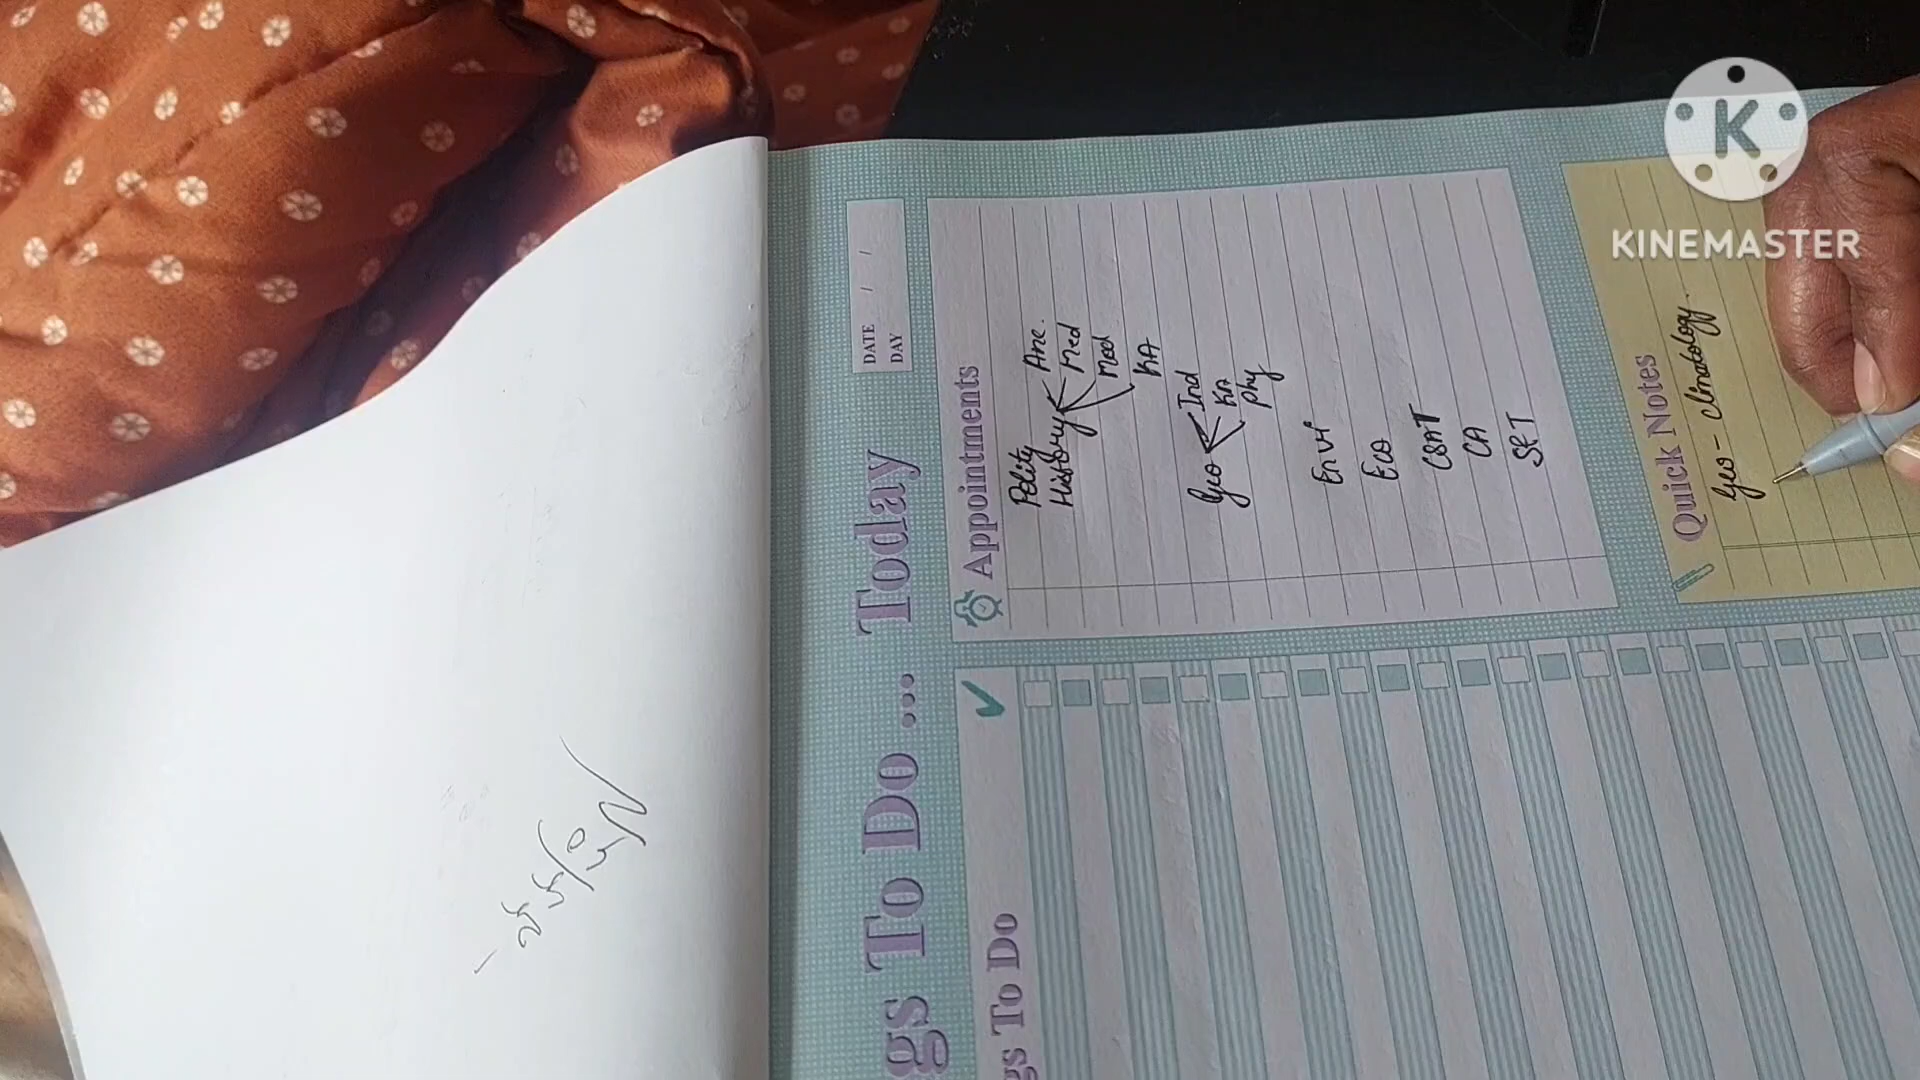 KINEMASTER
gs To Do ... Today
DATE / /
DAY
Appointments
Polity
History Anc.
Med
Mod
KA
Geo Ind
KA
Phy
Envi
Eco
CSAT
CA
S&T
Quick Notes
Geo - Climatology.
gs To Do